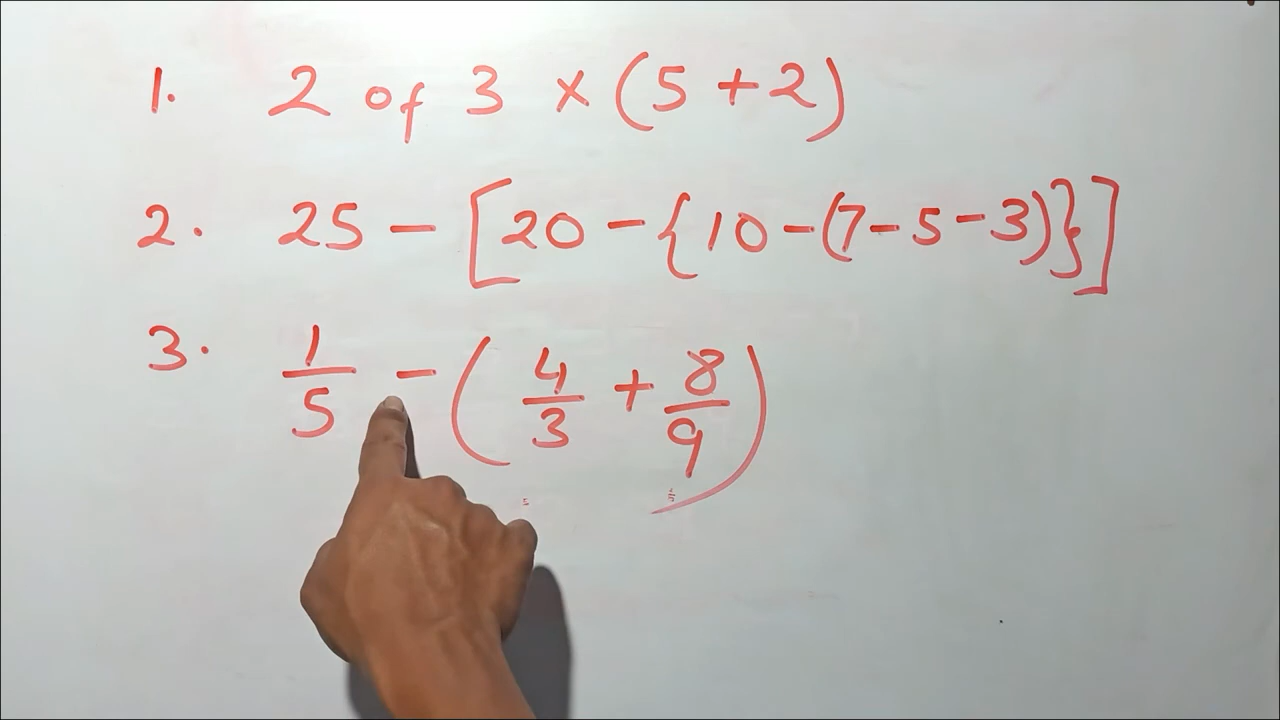 1. 2 of 3 × (5 + 2)
2. 25 − [20 − {10 − (7 − 5 − 3)}]
3. 1/5 − (4/3 + 8/9)